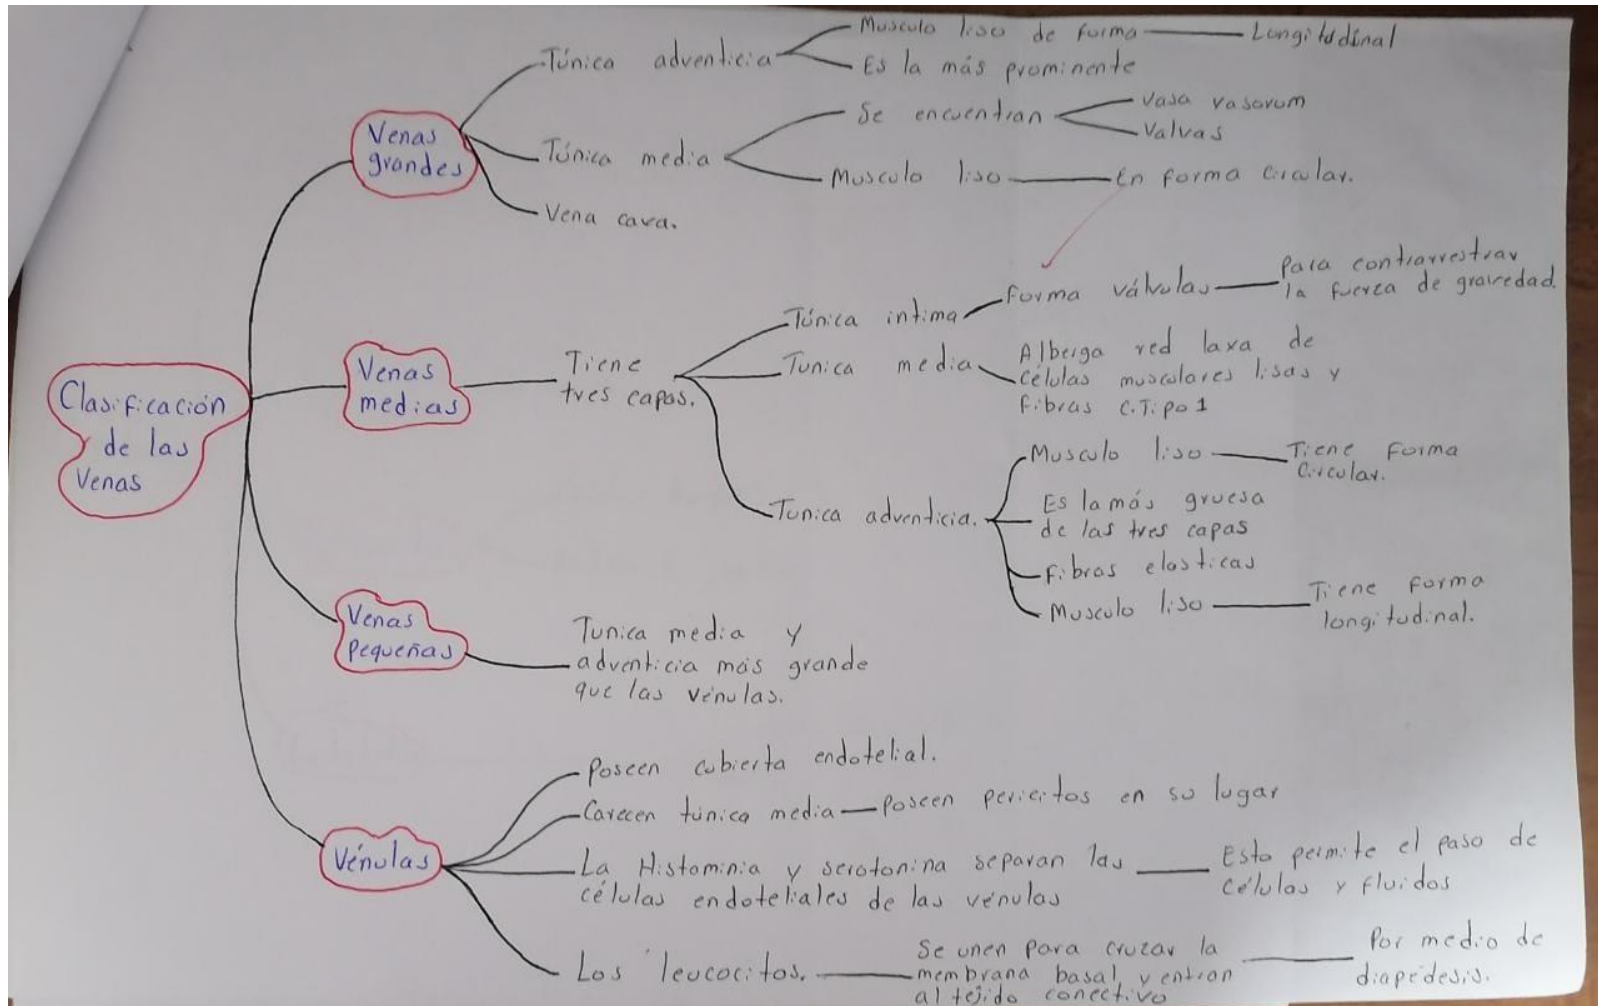 Clasificación
de las
Venas
Venas
grandes
Túnica adventicia
Musculo liso de forma
Longitudinal
Es la más prominente
Túnica media
Se encuentran
Vasa vasorum
Valvas
Musculo liso
En forma circular.
Vena cava.
Venas
medias
Tiene
tres capas.
Túnica intima
Forma válvulas
Para contrarrestrar
la fuerza de gravedad.
Tunica media
Alberga red laxa de
células musculares lisas y
fibras C.Tipo 1
Tunica adventicia.
Musculo liso
Tiene forma
Circular.
Es la más gruesa
de las tres capas
Fibras elasticas
Musculo liso
Tiene forma
longitudinal.
Venas
pequeñas
Tunica media y
adventicia más grande
que las vénulas.
Vénulas
Poseen cubierta endotelial.
Carecen túnica media
Poseen pericitos en su lugar
La Histaminia y serotonina separan las
células endoteliales de las vénulas
Esto permite el paso de
Células y fluidos
Los leucocitos.
Se unen para cruzar la
membrana basal y entran
al tejido conectivo
Por medio de
diapédesis.